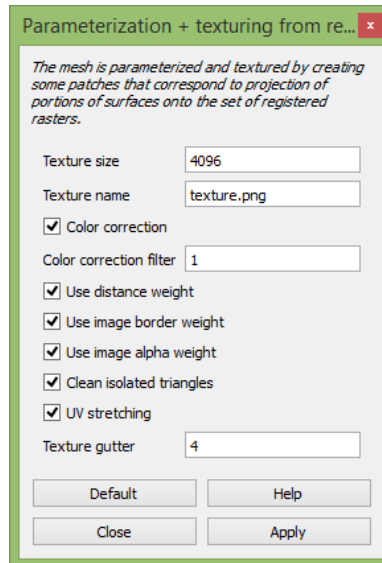 Parameterization + texturing from re... x
The mesh is parameterized and textured by creating
some patches that correspond to projection of
portions of surfaces onto the set of registered
rasters.
Texture size 4096
Texture name texture.png
Color correction
Color correction filter 1
Use distance weight
Use image border weight
Use image alpha weight
Clean isolated triangles
UV stretching
Texture gutter 4
Default Help
Close Apply